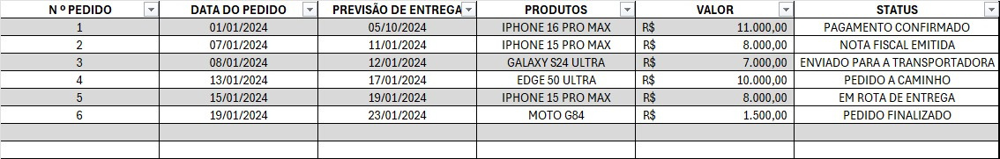 N º PEDIDO DATA DO PEDIDO PREVISÃO DE ENTREGA PRODUTOS VALOR STATUS
1 01/01/2024 05/10/2024 IPHONE 16 PRO MAX R$ 11.000,00 PAGAMENTO CONFIRMADO
2 07/01/2024 11/01/2024 IPHONE 15 PRO MAX R$ 8.000,00 NOTA FISCAL EMITIDA
3 08/01/2024 12/01/2024 GALAXY S24 ULTRA R$ 7.000,00 ENVIADO PARA A TRANSPORTADORA
4 13/01/2024 17/01/2024 EDGE 50 ULTRA R$ 10.000,00 PEDIDO A CAMINHO
5 15/01/2024 19/01/2024 IPHONE 15 PRO MAX R$ 8.000,00 EM ROTA DE ENTREGA
6 19/01/2024 23/01/2024 MOTO G84 R$ 1.500,00 PEDIDO FINALIZADO